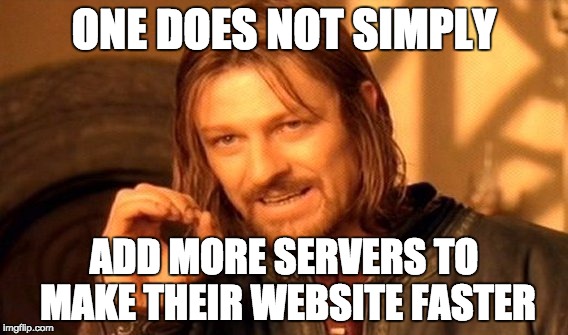 ONE DOES NOT SIMPLY
ADD MORE SERVERS TO
MAKE THEIR WEBSITE FASTER
imgflip.com